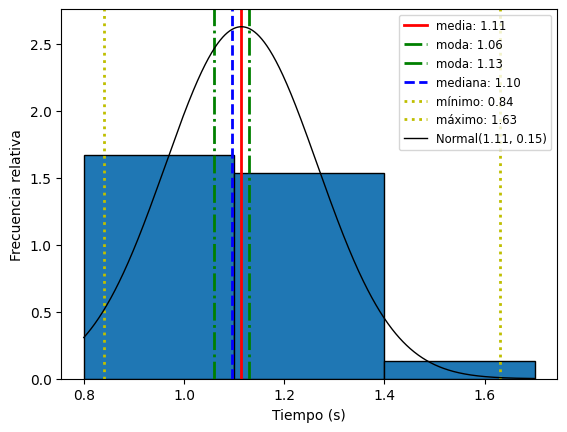 media: 1.11
moda: 1.06
moda: 1.13
mediana: 1.10
mínimo: 0.84
máximo: 1.63
Normal(1.11, 0.15)
Frecuencia relativa
2.5
2.0
1.5
1.0
0.5
0.0
0.8 1.0 1.2 1.4 1.6
Tiempo (s)